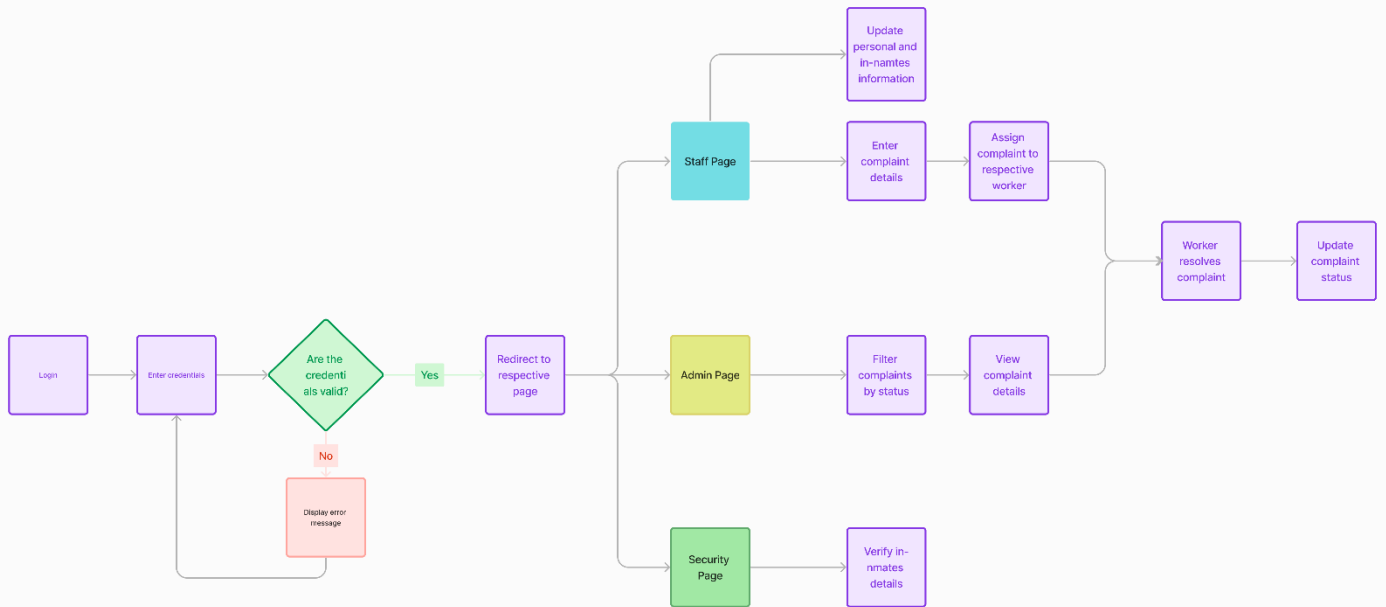 Update
personal and
in-namtes
information
Staff Page
Enter
complaint
details
Assign
complaint to
respective
worker
Worker
resolves
complaint
Update
complaint
status
Login
Enter credentials
Are the
credenti
als valid?
Yes
Redirect to
respective
page
Admin Page
Filter
complaints
by status
View
complaint
details
No
Display error
message
Security
Page
Verify in-
nmates
details